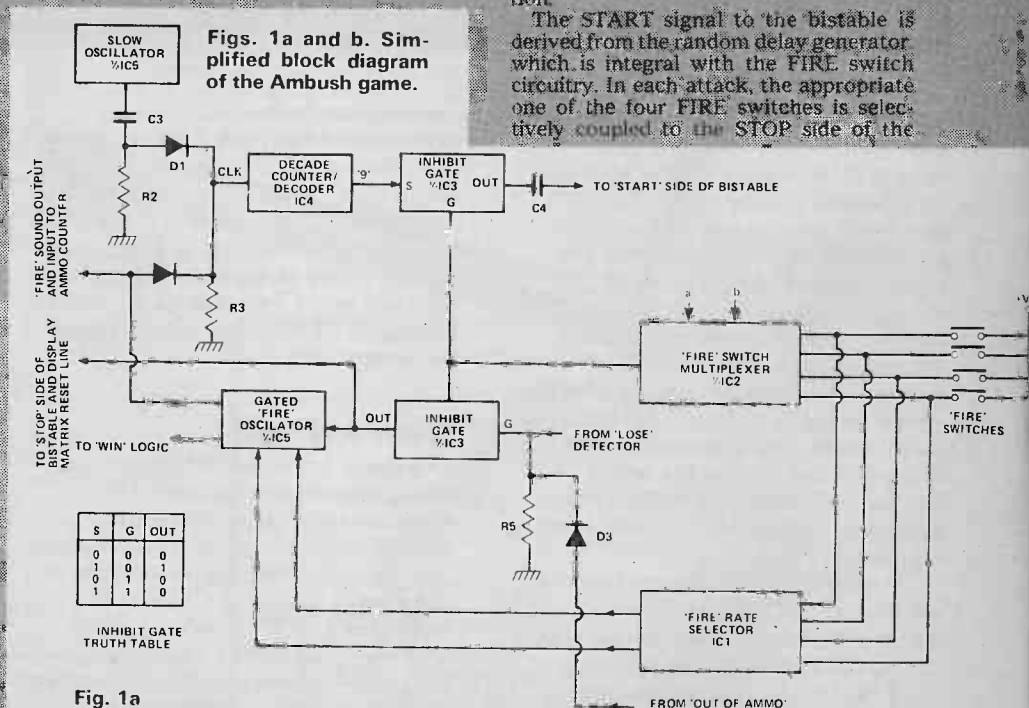 The START signal to the bistable is
derived from the random delay generator
which is integral with the FIRE switch
circuitry. In each attack, the appropriate
one of the four FIRE switches is selec-
tively coupled to the STOP side of the
Figs. 1a and b. Sim-
plified block diagram
of the Ambush game.
SLOW
OSCILLATOR
½IC5
C3
D1
R2
CLK
DECADE
COUNTER/
DECODER
IC4
'9'
INHIBIT
GATE
½IC3
S
OUT
G
C4
TO 'START' SIDE OF BISTABLE
'FIRE' SOUND OUTPUT
AND INPUT TO
AMMO COUNTER
R3
TO 'STOP' SIDE OF
BISTABLE AND DISPLAY
MATRIX RESET LINE
a
b
'FIRE' SWITCH
MULTIPLEXER
½IC2
'FIRE'
SWITCHES
GATED
'FIRE'
OSCILATOR
½IC5
OUT
INHIBIT
GATE
½IC3
G
FROM 'LOSE'
DETECTOR
TO 'WIN' LOGIC
R5
D3
S G OUT
0 0 0
1 0 1
0 1 0
1 1 0
INHIBIT GATE
TRUTH TABLE
'FIRE' RATE
SELECTOR
IC1
Fig. 1a
FROM 'OUT OF AMMO'